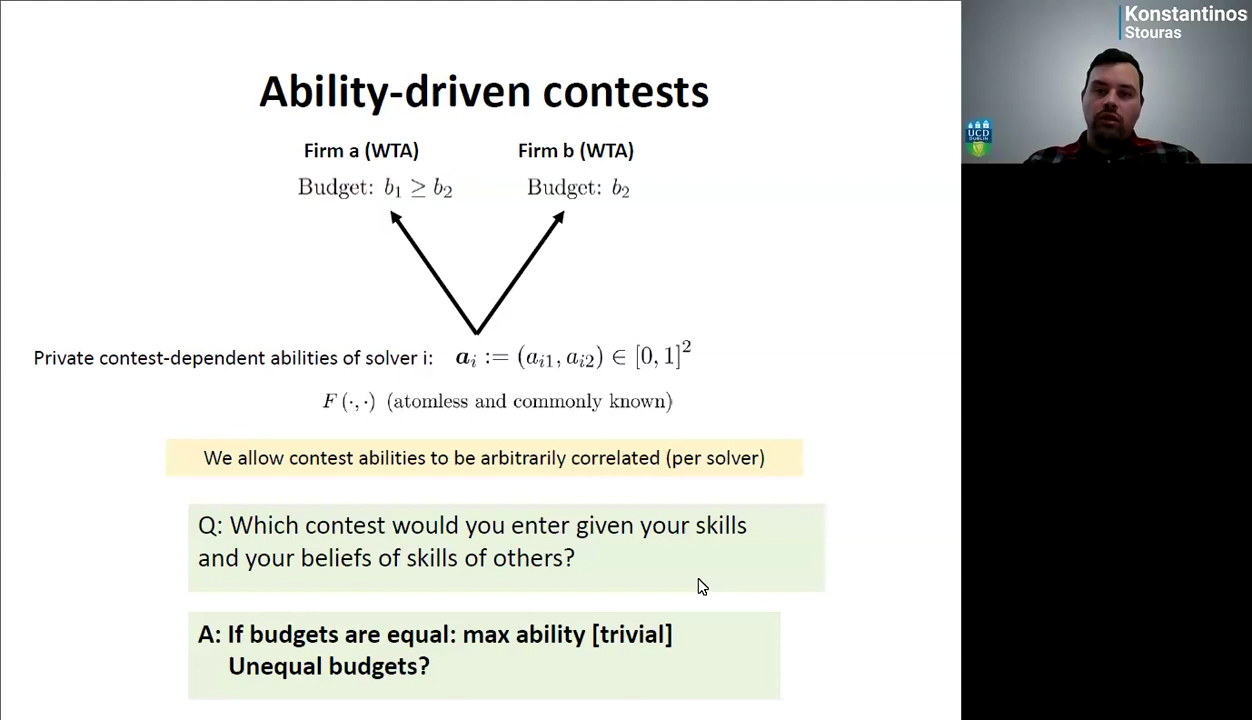 Konstantinos
Stouras
UCD
DUBLIN
Ability-driven contests
Firm a (WTA)
Firm b (WTA)
Budget: b₁ ≥ b₂
Budget: b₂
Private contest-dependent abilities of solver i: 𝒂ᵢ := (aᵢ₁, aᵢ₂) ∈ [0, 1]²
F (·, ·) (atomless and commonly known)
We allow contest abilities to be arbitrarily correlated (per solver)
Q: Which contest would you enter given your skills
and your beliefs of skills of others?
A: If budgets are equal: max ability [trivial]
Unequal budgets?